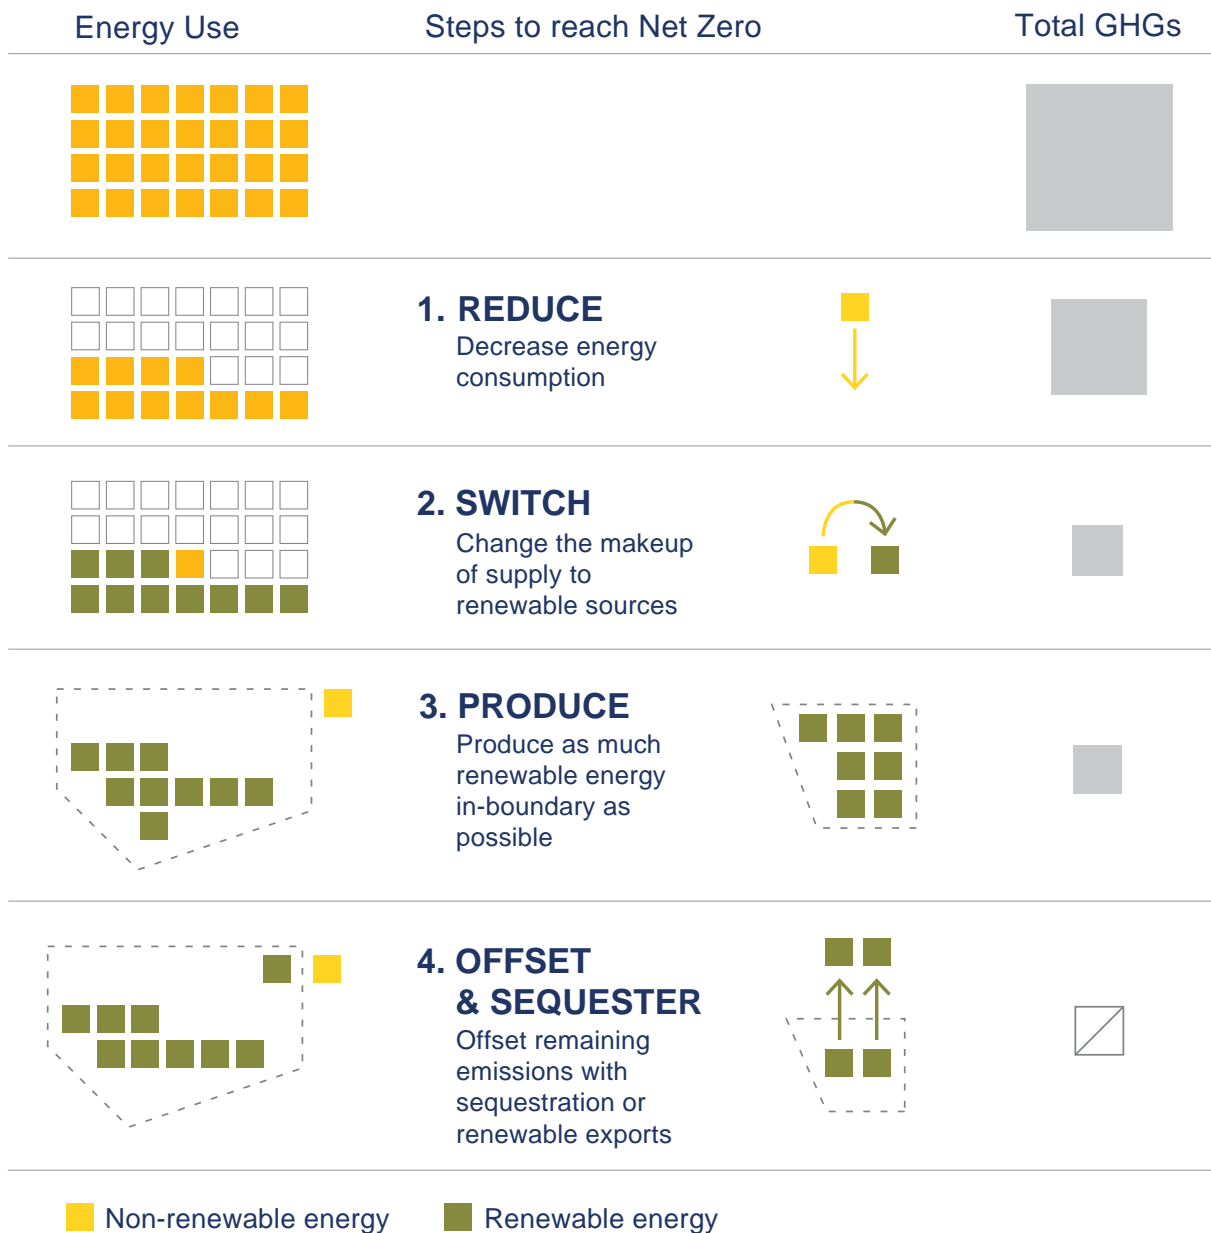 Energy Use
Steps to reach Net Zero
Total GHGs
1. REDUCE
Decrease energy
consumption
2. SWITCH
Change the makeup
of supply to
renewable sources
3. PRODUCE
Produce as much
renewable energy
in-boundary as
possible
4. OFFSET
& SEQUESTER
Offset remaining
emissions with
sequestration or
renewable exports
Non-renewable energy
Renewable energy